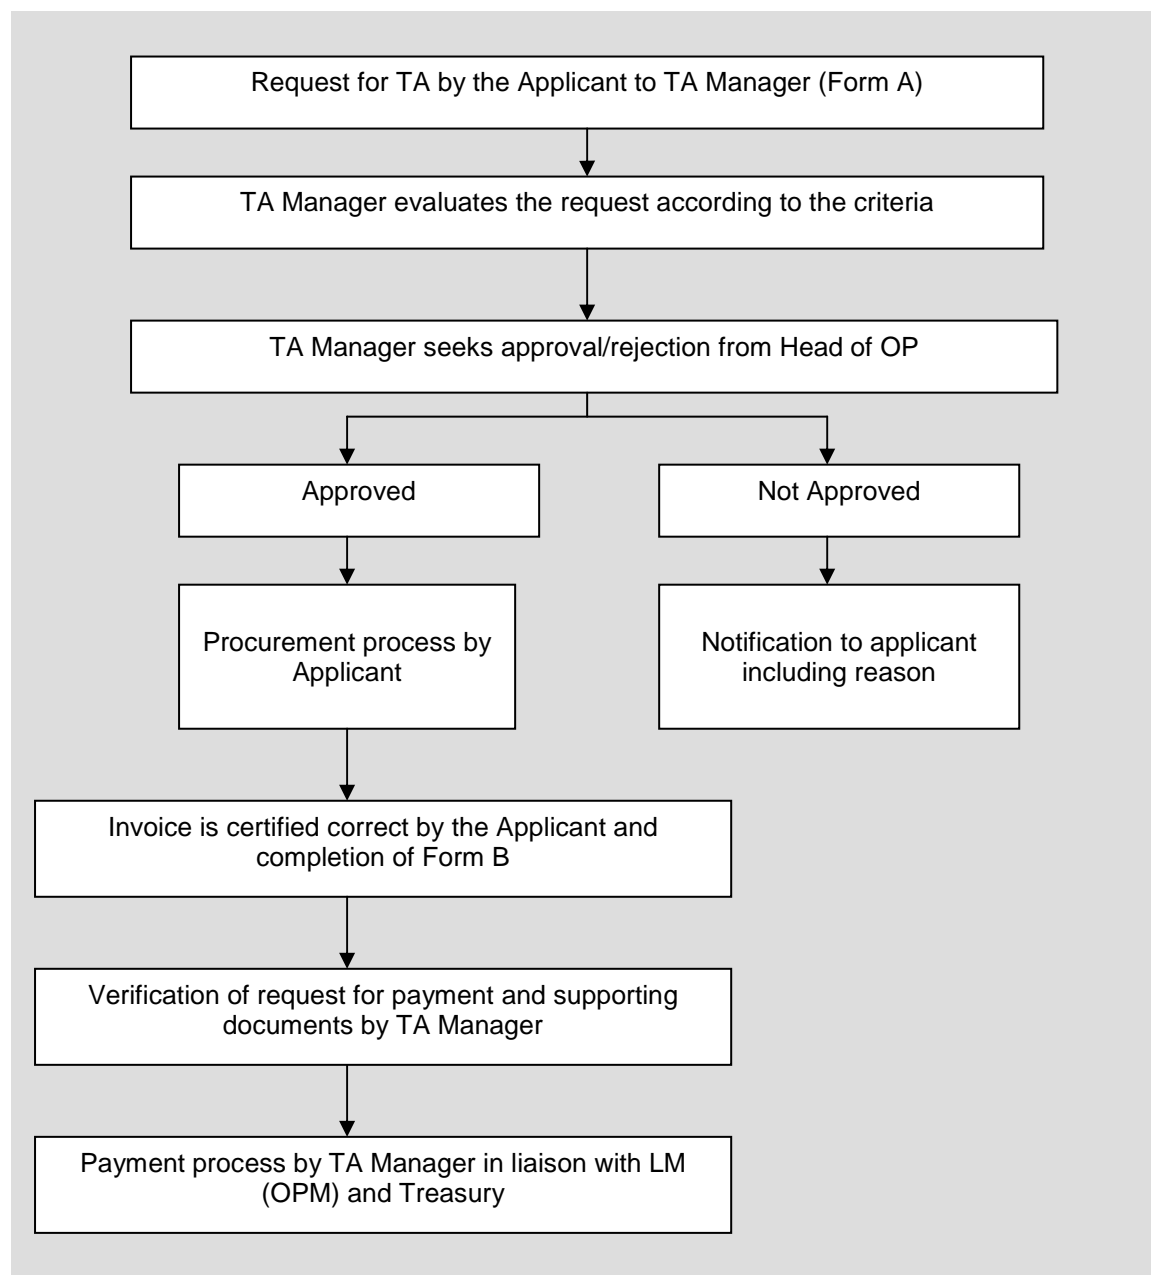 Request for TA by the Applicant to TA Manager (Form A)
TA Manager evaluates the request according to the criteria
TA Manager seeks approval/rejection from Head of OP
Approved
Not Approved
Procurement process by
Applicant
Notification to applicant
including reason
Invoice is certified correct by the Applicant and
completion of Form B
Verification of request for payment and supporting
documents by TA Manager
Payment process by TA Manager in liaison with LM
(OPM) and Treasury